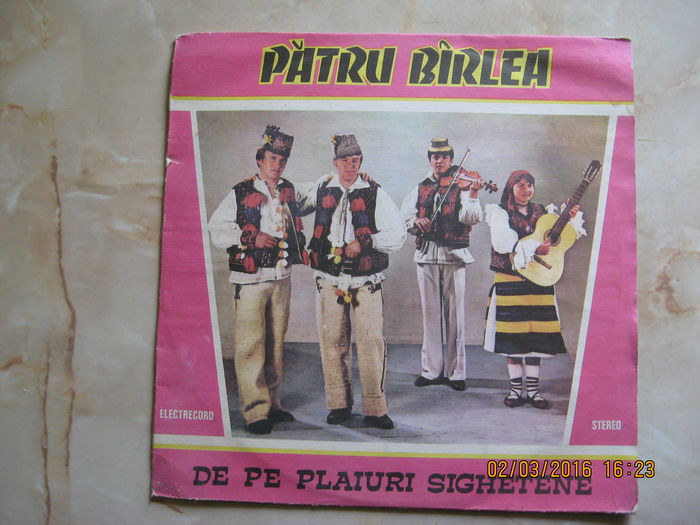 PĂTRU BÎRLEA
ELECTRECORD
STEREO
DE PE PLAIURI SIGHETENE
02/03/2016 16:23